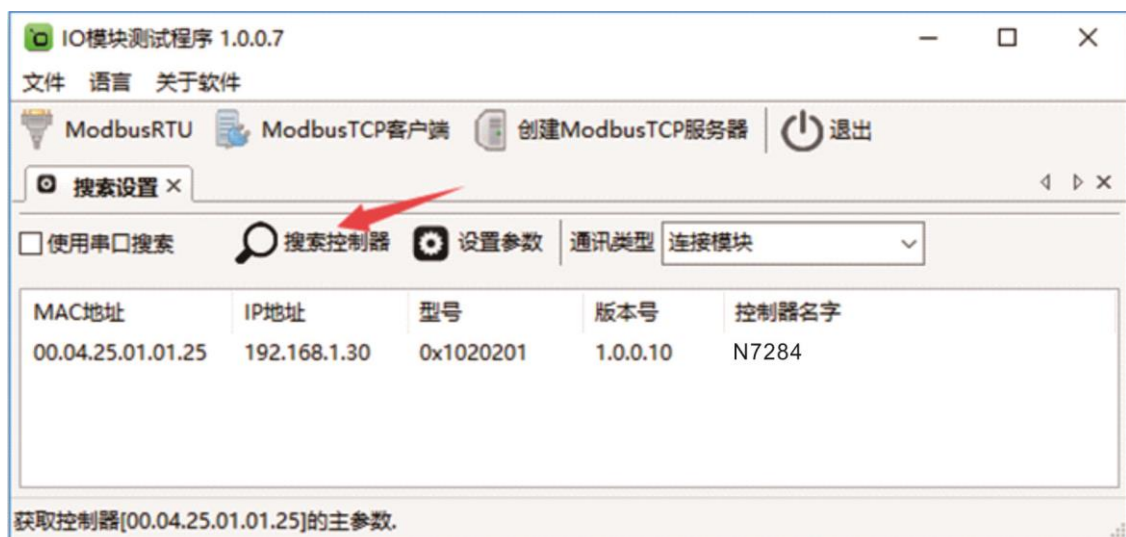 IO模块测试程序 1.0.0.7
文件 语言 关于软件
ModbusRTU ModbusTCP客户端 创建ModbusTCP服务器 退出
搜索设置
使用串口搜索 搜索控制器 设置参数 通讯类型 连接模块
MAC地址 IP地址 型号 版本号 控制器名字
00.04.25.01.01.25 192.168.1.30 0x1020201 1.0.0.10 N7284
获取控制器[00.04.25.01.01.25]的主参数.